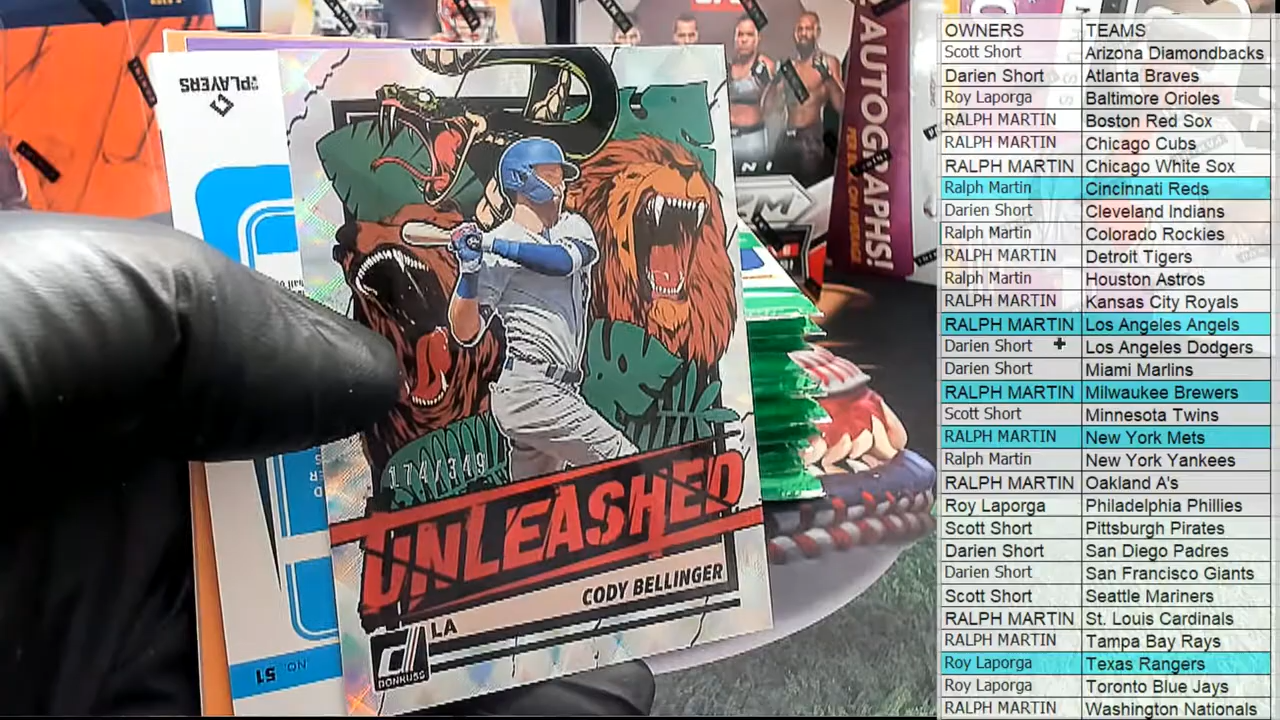 PLAYERS
AUTOGRAPHS!
174/349
UNLEASHED
CODY BELLINGER
LA
DONRUSS
NO. 51
OWNERS TEAMS
Scott Short Arizona Diamondbacks
Darien Short Atlanta Braves
Roy Laporga Baltimore Orioles
RALPH MARTIN Boston Red Sox
RALPH MARTIN Chicago Cubs
RALPH MARTIN Chicago White Sox
Ralph Martin Cincinnati Reds
Darien Short Cleveland Indians
Ralph Martin Colorado Rockies
RALPH MARTIN Detroit Tigers
Ralph Martin Houston Astros
RALPH MARTIN Kansas City Royals
RALPH MARTIN Los Angeles Angels
Darien Short Los Angeles Dodgers
Darien Short Miami Marlins
RALPH MARTIN Milwaukee Brewers
Scott Short Minnesota Twins
RALPH MARTIN New York Mets
Ralph Martin New York Yankees
RALPH MARTIN Oakland A's
Roy Laporga Philadelphia Phillies
Scott Short Pittsburgh Pirates
Darien Short San Diego Padres
Darien Short San Francisco Giants
Scott Short Seattle Mariners
RALPH MARTIN St. Louis Cardinals
RALPH MARTIN Tampa Bay Rays
Roy Laporga Texas Rangers
Roy Laporga Toronto Blue Jays
RALPH MARTIN Washington Nationals